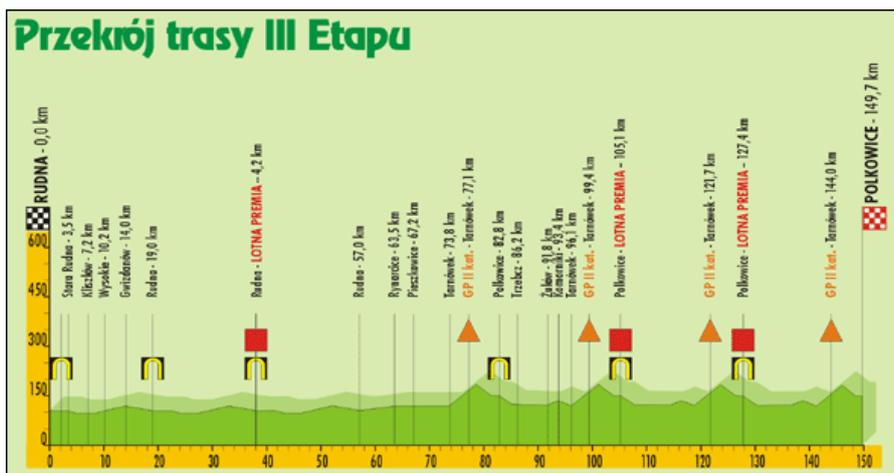 Przekrój trasy III Etapu
RUDNA - 0,0 km
Stara Rudna - 3,5 km
Kliszków - 7,2 km
Wysokie - 10,2 km
Gwizdanów - 14,0 km
Rudna - 19,0 km
Rudna - LOTNA PREMIA - 4,2 km
Rudna - 57,0 km
Rynarcice - 63,5 km
Pieszkowice - 67,2 km
Tarnówek - 73,8 km
GP II kat. - Tarnówek - 77,1 km
Polkowice - 82,8 km
Trzebcz - 86,2 km
Żuków - 91,8 km
Komorniki - 93,4 km
Tarnówek - 96,1 km
GP II kat. - Tarnówek - 99,4 km
Polkowice - LOTNA PREMIA - 105,1 km
GP II kat. - Tarnówek - 121,7 km
Polkowice - LOTNA PREMIA - 127,4 km
GP II kat. - Tarnówek - 144,0 km
POLKOWICE - 149,7 km
600
450
300
150
0
0 10 20 30 40 50 60 70 80 90 100 110 120 130 140 150